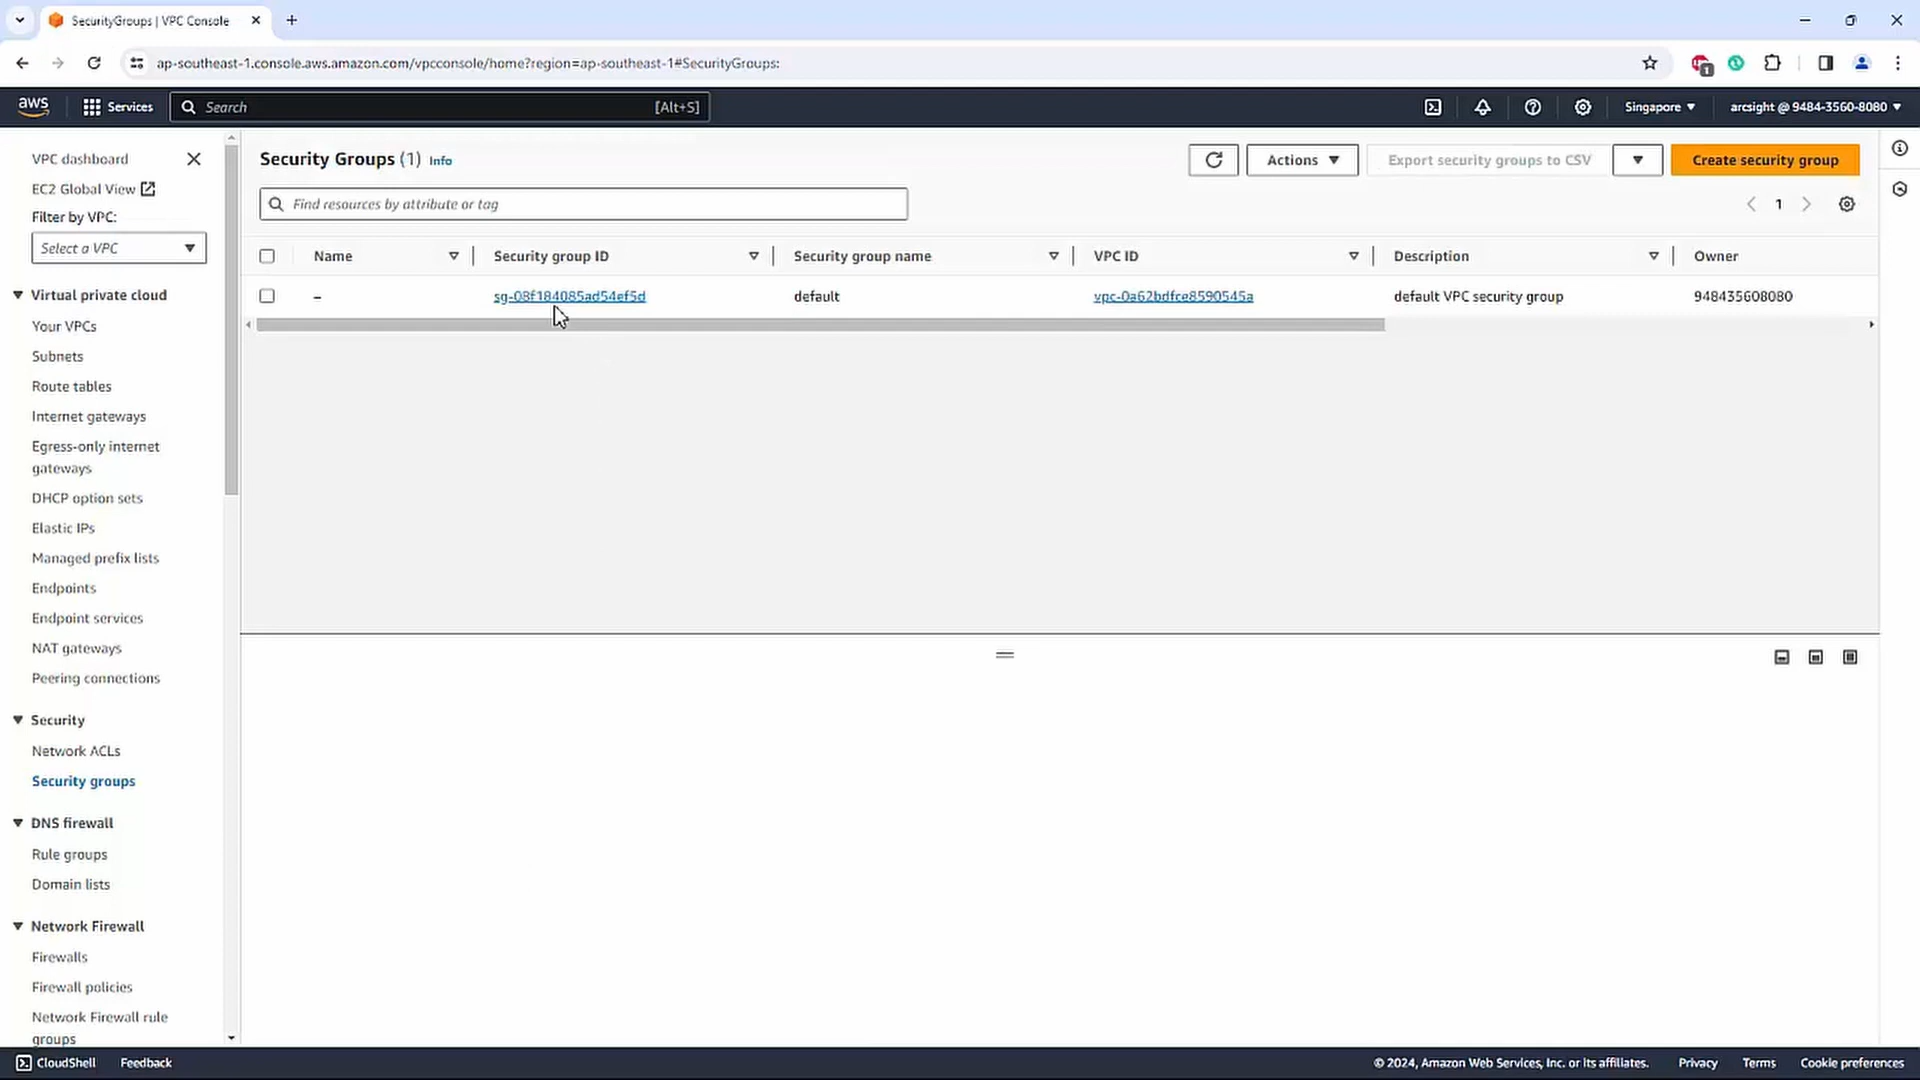 SecurityGroups | VPC Console
ap-southeast-1.console.aws.amazon.com/vpcconsole/home?region=ap-southeast-1#SecurityGroups:
1
aws
Services
Search
[Alt+S]
Singapore
arcsight @ 9484-3560-8080
VPC dashboard
EC2 Global View
Filter by VPC:
Select a VPC
Virtual private cloud
Your VPCs
Subnets
Route tables
Internet gateways
Egress-only internet
gateways
DHCP option sets
Elastic IPs
Managed prefix lists
Endpoints
Endpoint services
NAT gateways
Peering connections
Security
Network ACLs
Security groups
DNS firewall
Rule groups
Domain lists
Network Firewall
Firewalls
Firewall policies
Network Firewall rule
groups
Security Groups (1) Info
Actions
Export security groups to CSV
Create security group
Find resources by attribute or tag
1
Name
Security group ID
Security group name
VPC ID
Description
Owner
–
sg-08f184085ad54ef5d
default
vpc-0a62bdfce8590545a
default VPC security group
948435608080
CloudShell
Feedback
© 2024, Amazon Web Services, Inc. or its affiliates.
Privacy
Terms
Cookie preferences